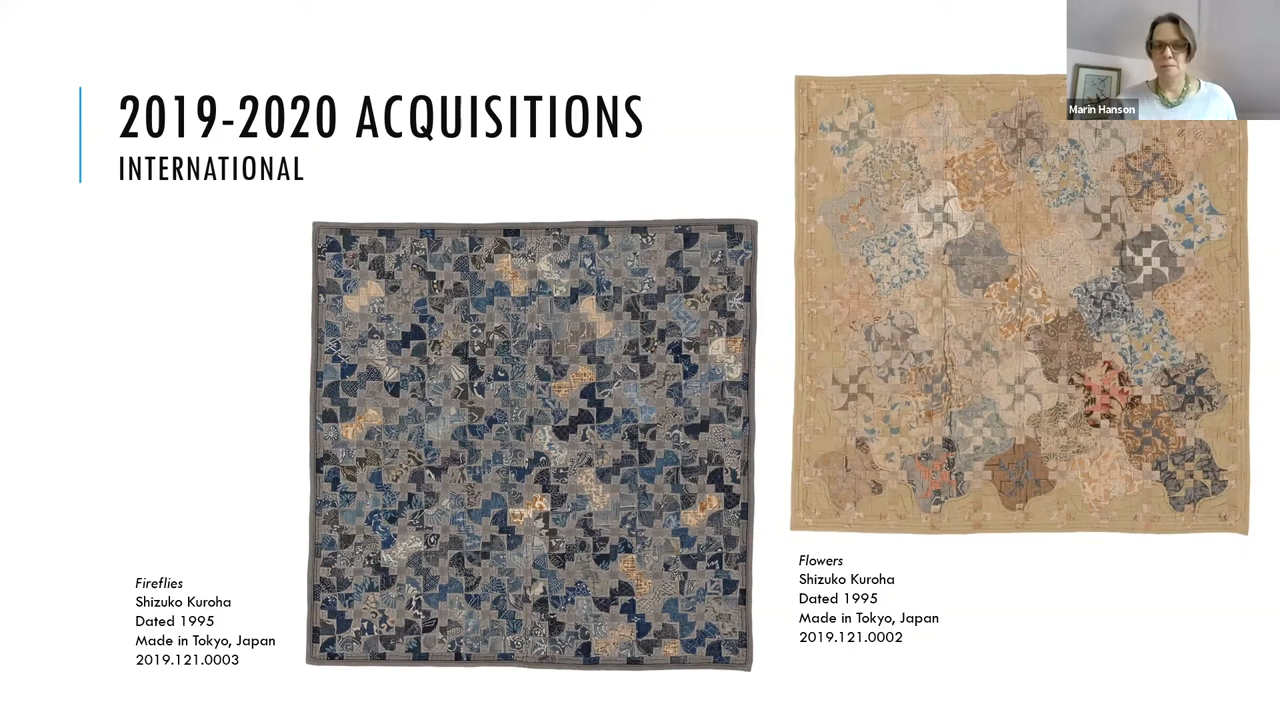 2019-2020 ACQUISITIONS
INTERNATIONAL
Marin Hanson
Fireflies
Shizuko Kuroha
Dated 1995
Made in Tokyo, Japan
2019.121.0003
Flowers
Shizuko Kuroha
Dated 1995
Made in Tokyo, Japan
2019.121.0002